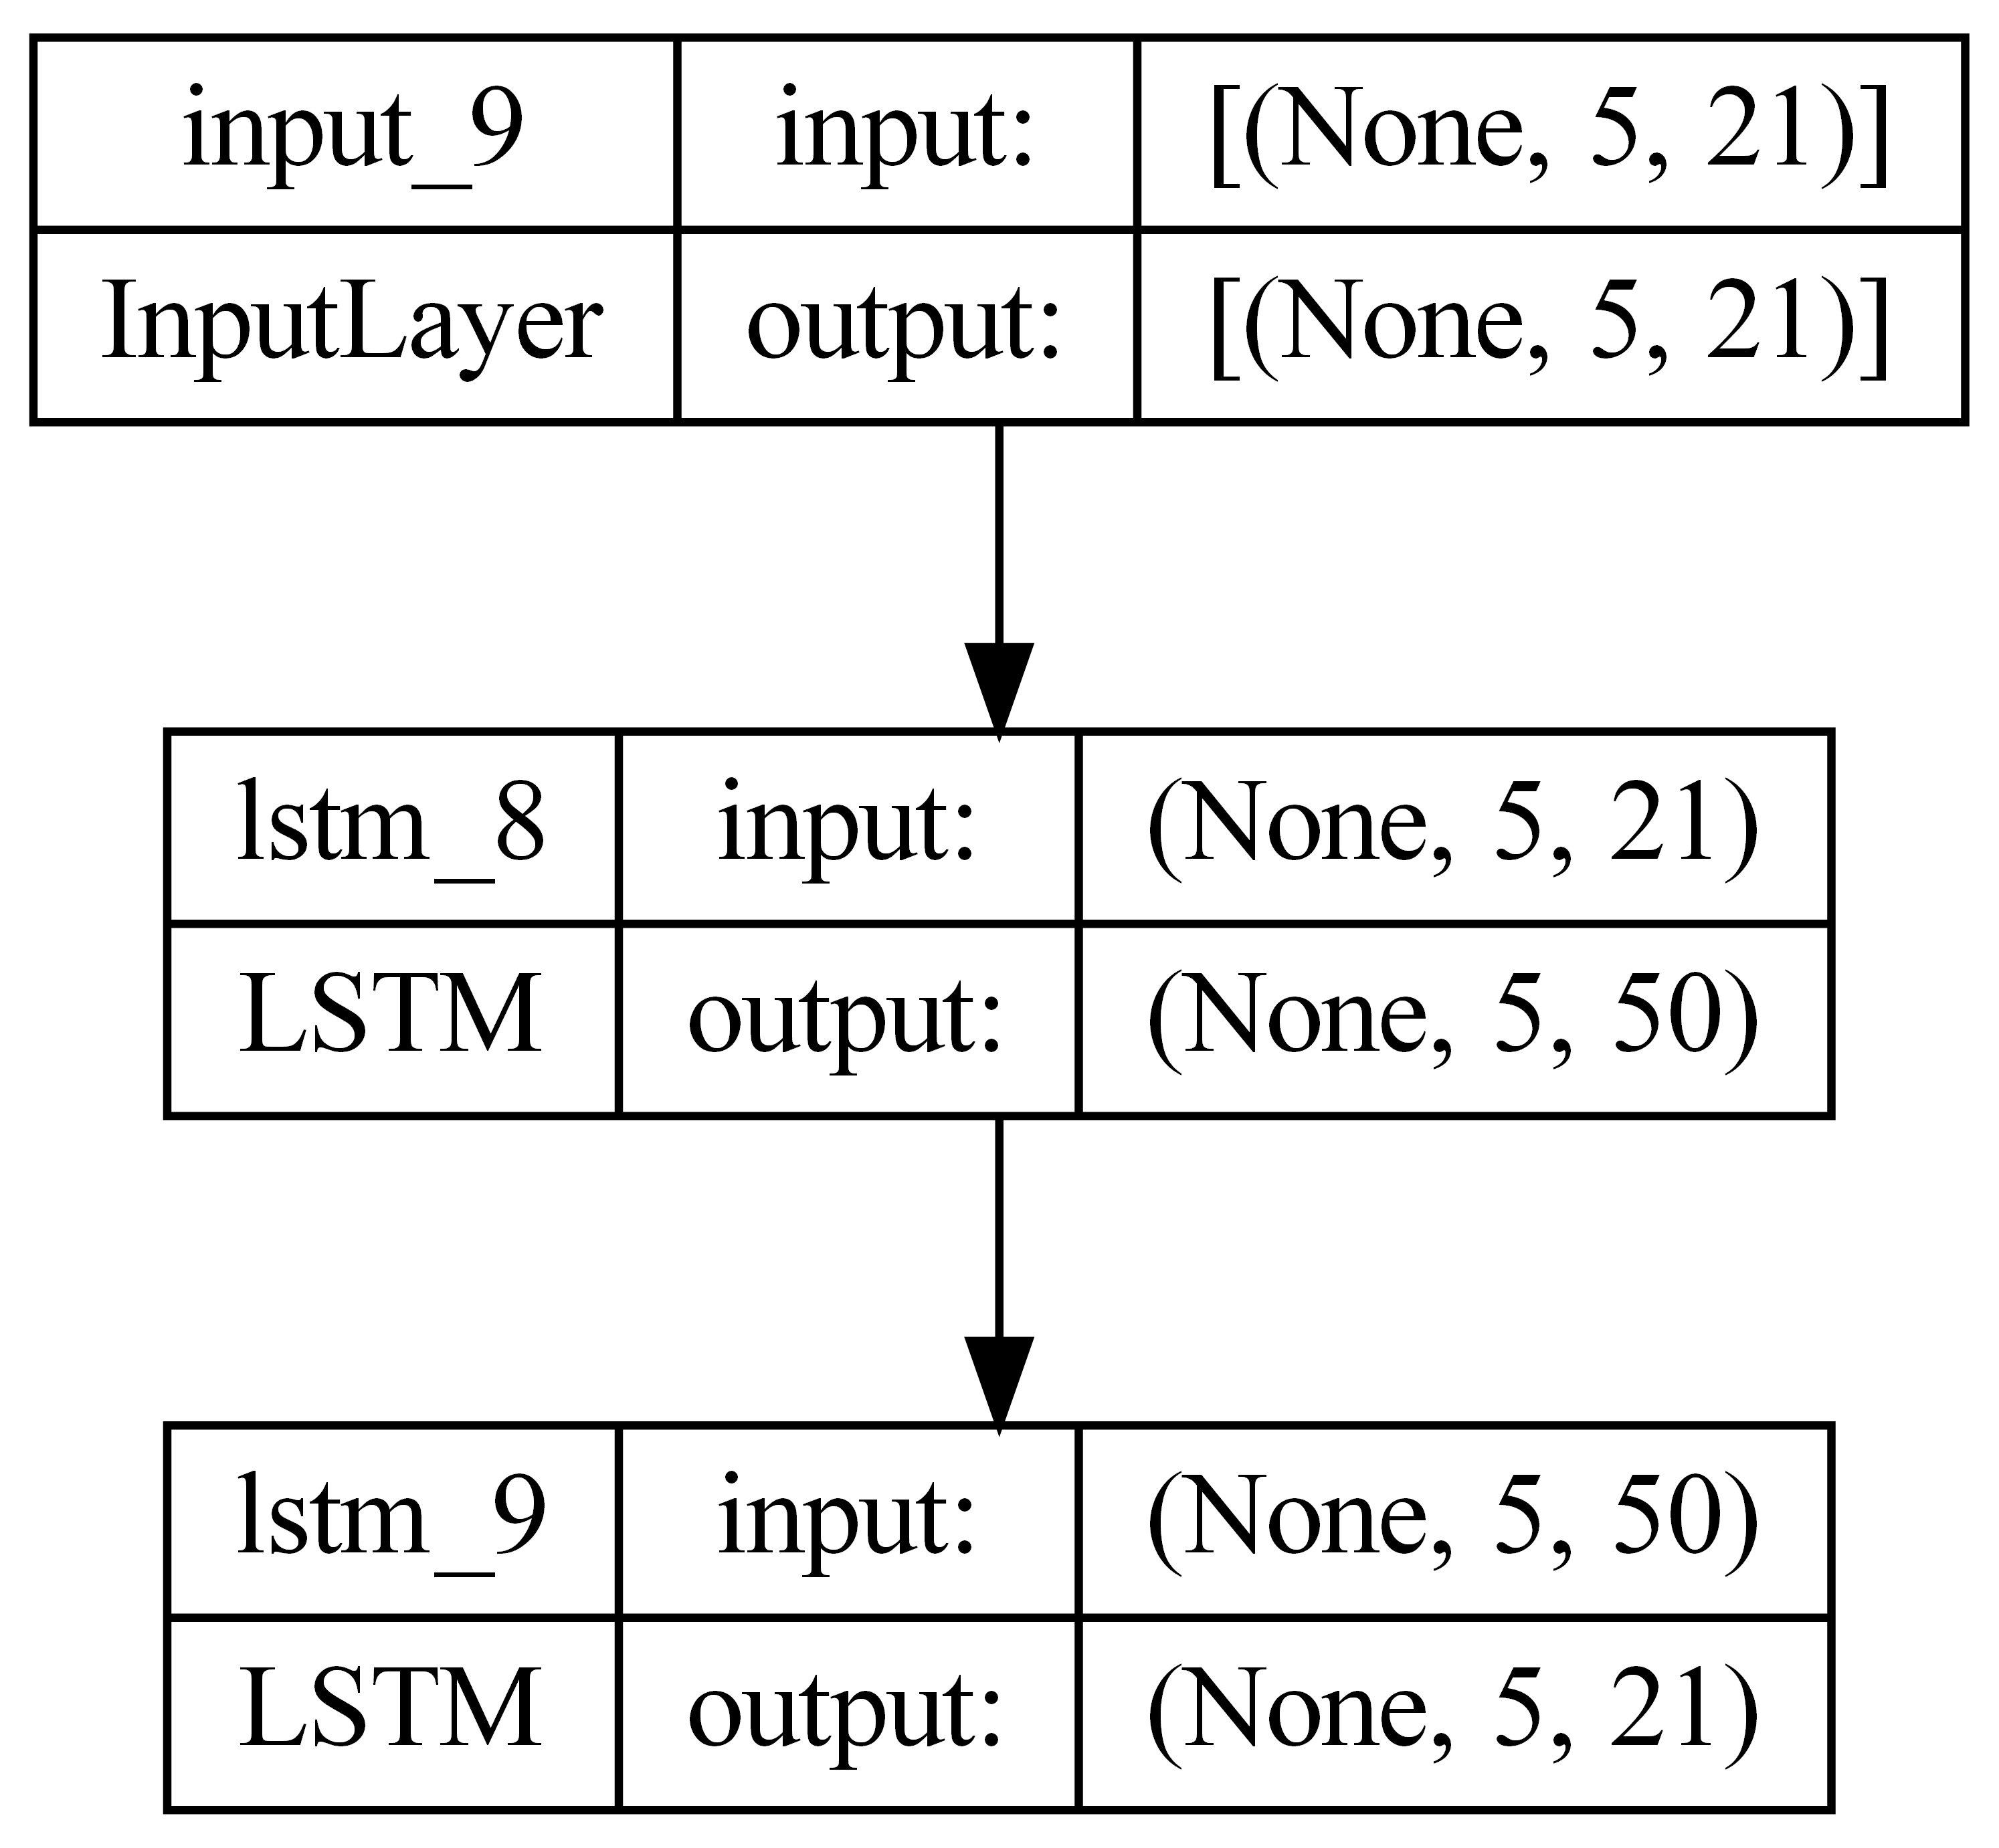 input_9 input: [(None, 5, 21)]
InputLayer output: [(None, 5, 21)]
lstm_8 input: (None, 5, 21)
LSTM output: (None, 5, 50)
lstm_9 input: (None, 5, 50)
LSTM output: (None, 5, 21)